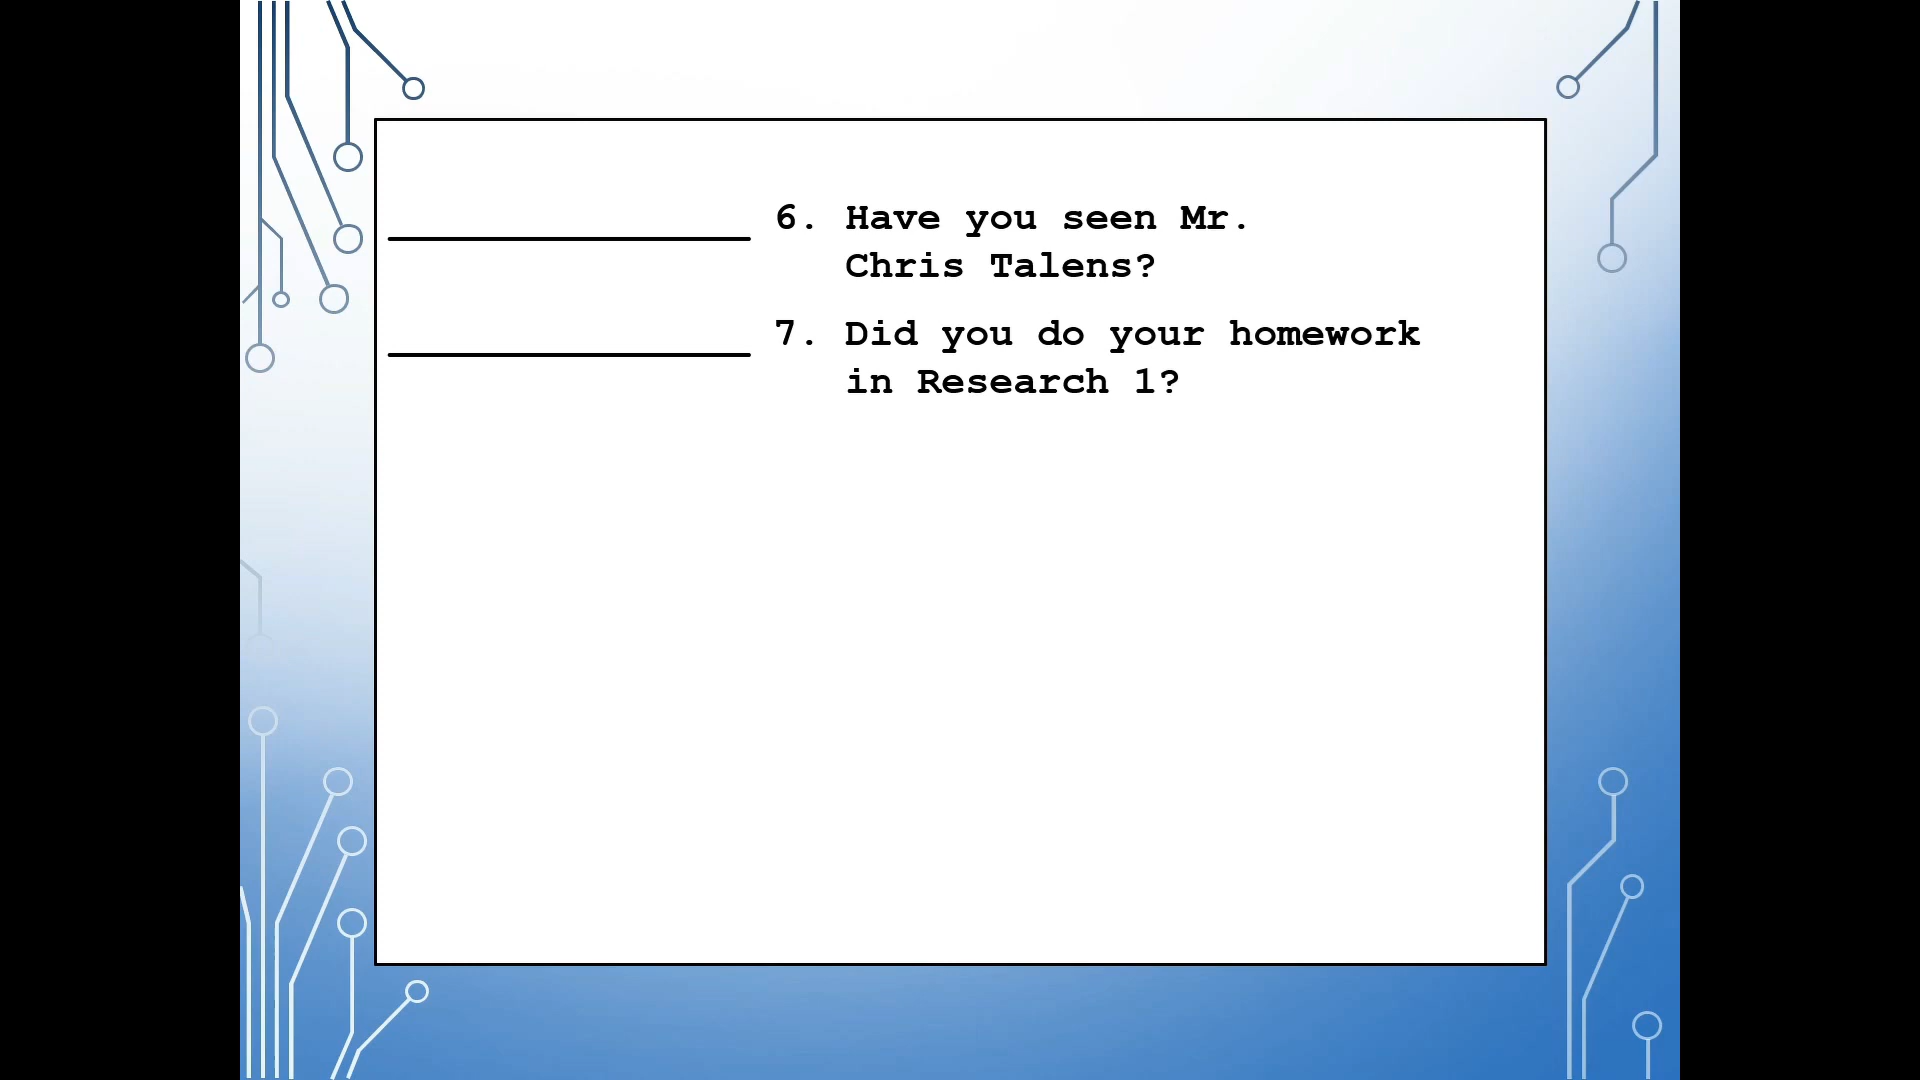 6. Have you seen Mr.
Chris Talens?
7. Did you do your homework
in Research 1?